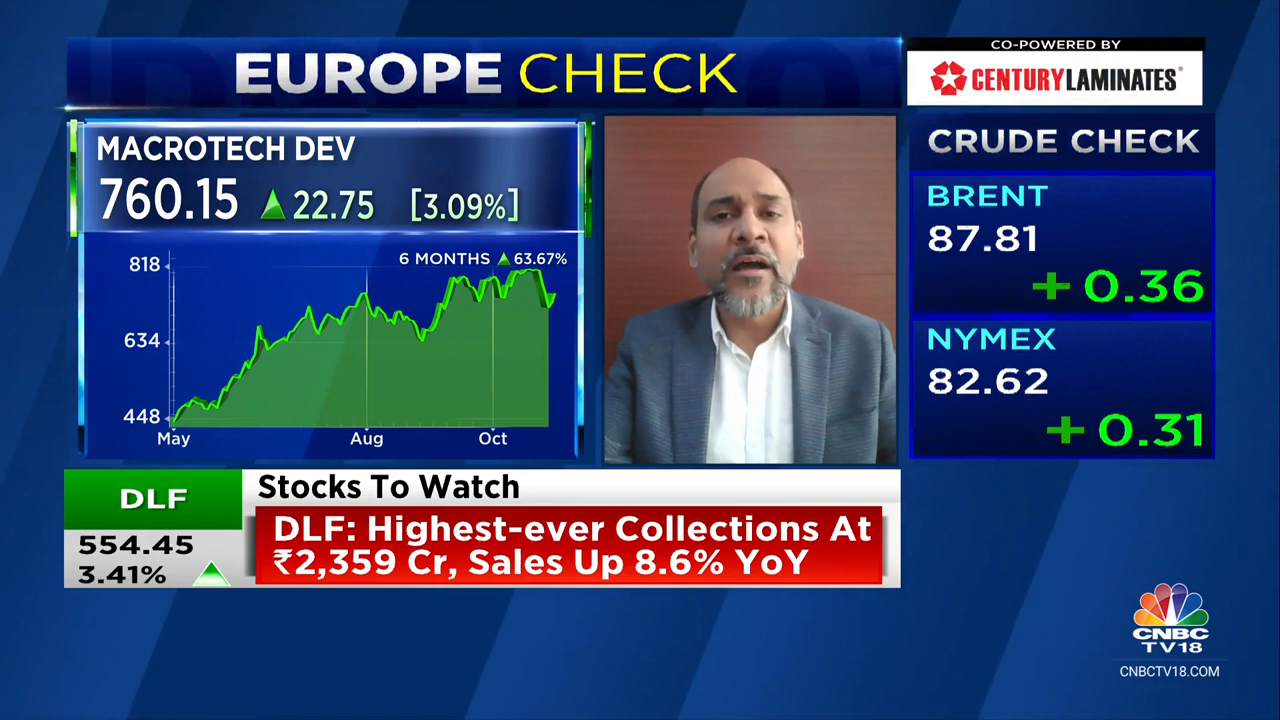 EUROPE CHECK
CO-POWERED BY
CENTURYLAMINATES®
MACROTECH DEV
760.15 ▲ 22.75 [3.09%]
6 MONTHS ▲ 63.67%
818
634
448
May Aug Oct
CRUDE CHECK
BRENT
87.81
+ 0.36
NYMEX
82.62
+ 0.31
DLF
554.45
3.41%
Stocks To Watch
DLF: Highest-ever Collections At
₹2,359 Cr, Sales Up 8.6% YoY
CNBC
TV18
CNBCTV18.COM